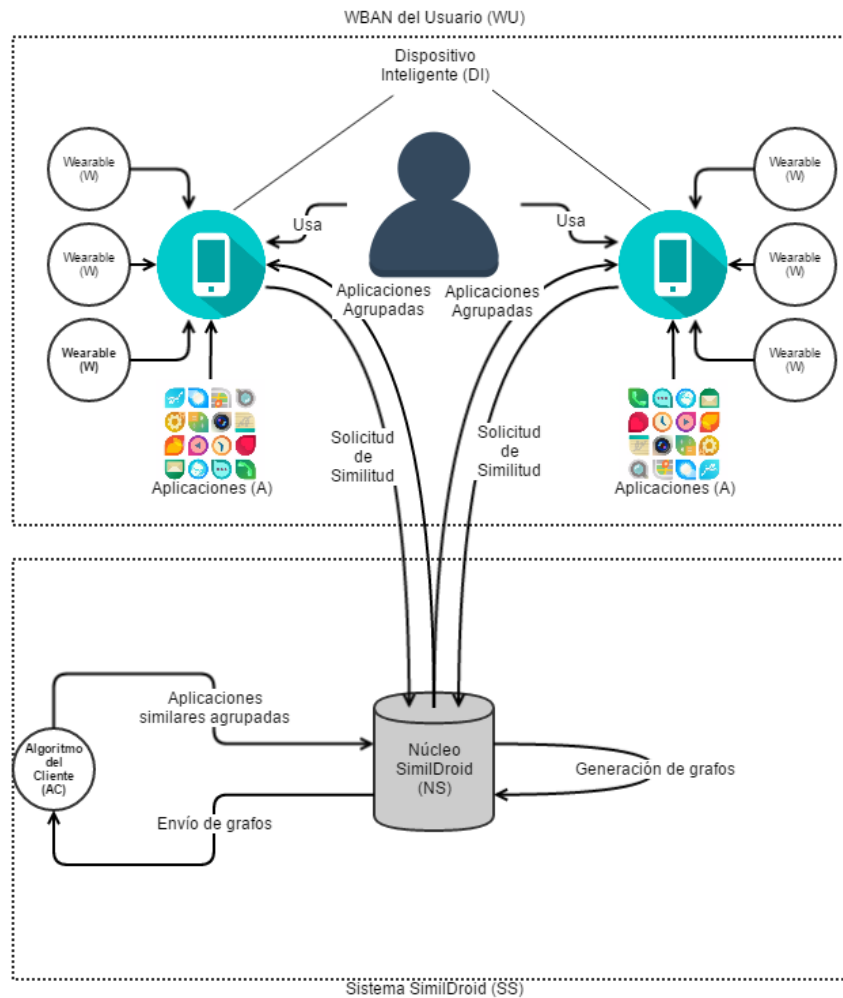 WBAN del Usuario (WU)
Dispositivo
Inteligente (DI)
Wearable
(W)
Wearable
(W)
Wearable
(W)
Wearable
(W)
Wearable
(W)
Wearable
(W)
Usa
Usa
Aplicaciones
Agrupadas
Aplicaciones
Agrupadas
Solicitud
de
Similitud
Solicitud
de
Similitud
Aplicaciones (A)
Aplicaciones (A)
Aplicaciones
similares agrupadas
Algoritmo
del
Cliente
(AC)
Núcleo
SimilDroid
(NS)
Generación de grafos
Envío de grafos
Sistema SimilDroid (SS)